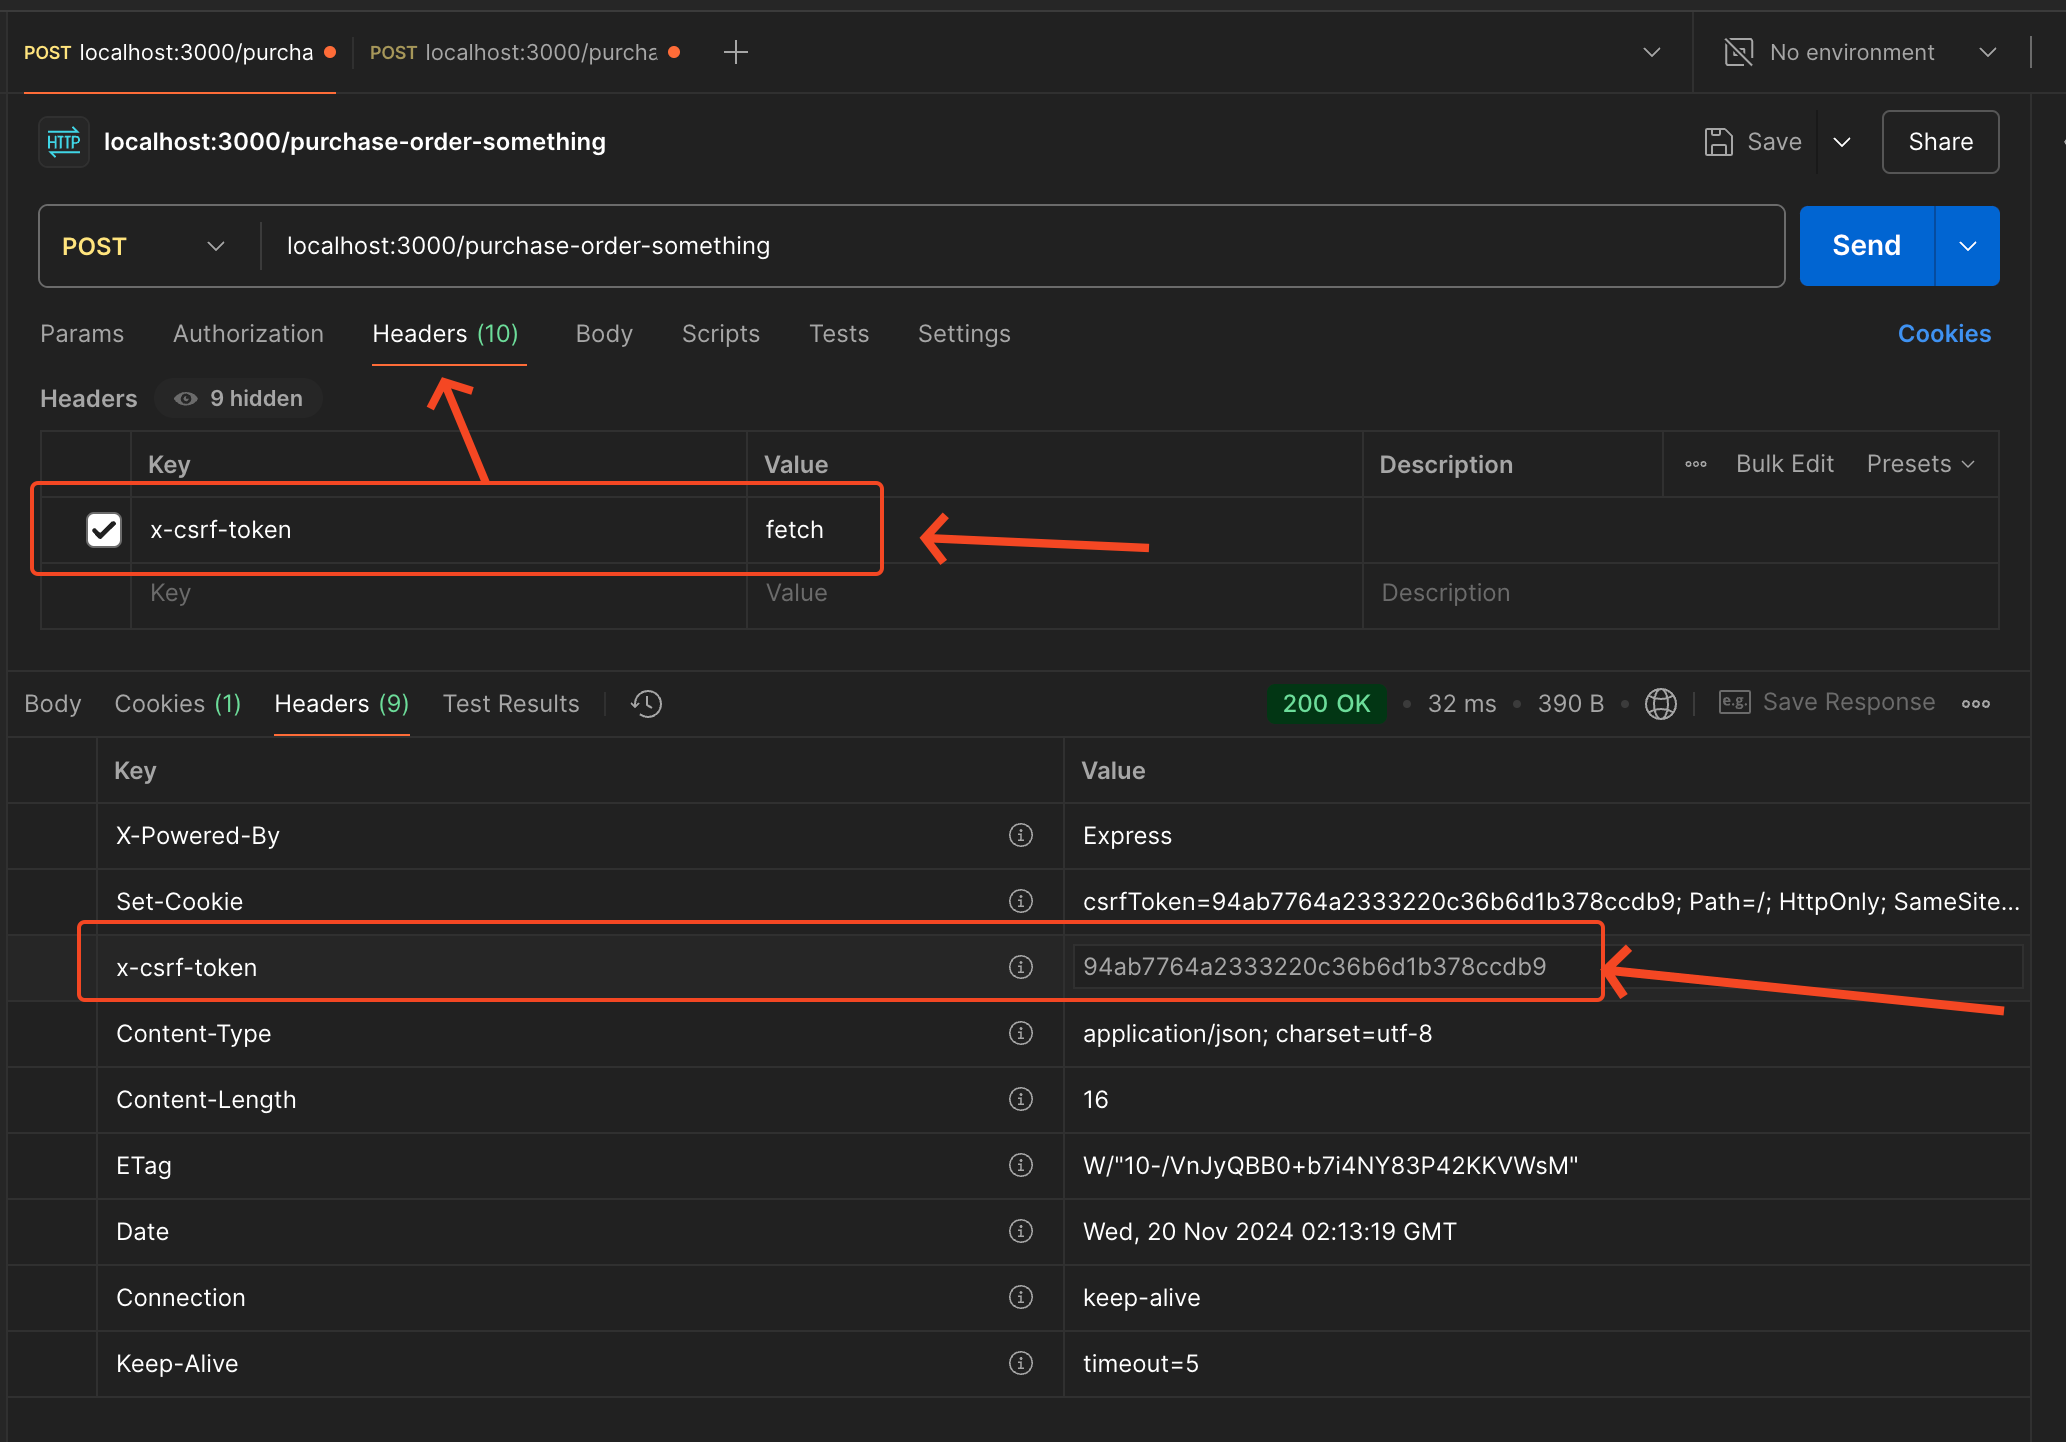 POST localhost:3000/purcha POST localhost:3000/purcha No environment
HTTP localhost:3000/purchase-order-something Save Share
POST localhost:3000/purchase-order-something Send
Params Authorization Headers (10) Body Scripts Tests Settings Cookies
Headers 9 hidden
Key Value Description Bulk Edit Presets
x-csrf-token fetch
Key Value Description
Body Cookies (1) Headers (9) Test Results 200 OK • 32 ms • 390 B • e.g. Save Response
Key Value
X-Powered-By Express
Set-Cookie csrfToken=94ab7764a2333220c36b6d1b378ccdb9; Path=/; HttpOnly; SameSite...
x-csrf-token 94ab7764a2333220c36b6d1b378ccdb9
Content-Type application/json; charset=utf-8
Content-Length 16
ETag W/"10-/VnJyQBB0+b7i4NY83P42KKVWsM"
Date Wed, 20 Nov 2024 02:13:19 GMT
Connection keep-alive
Keep-Alive timeout=5